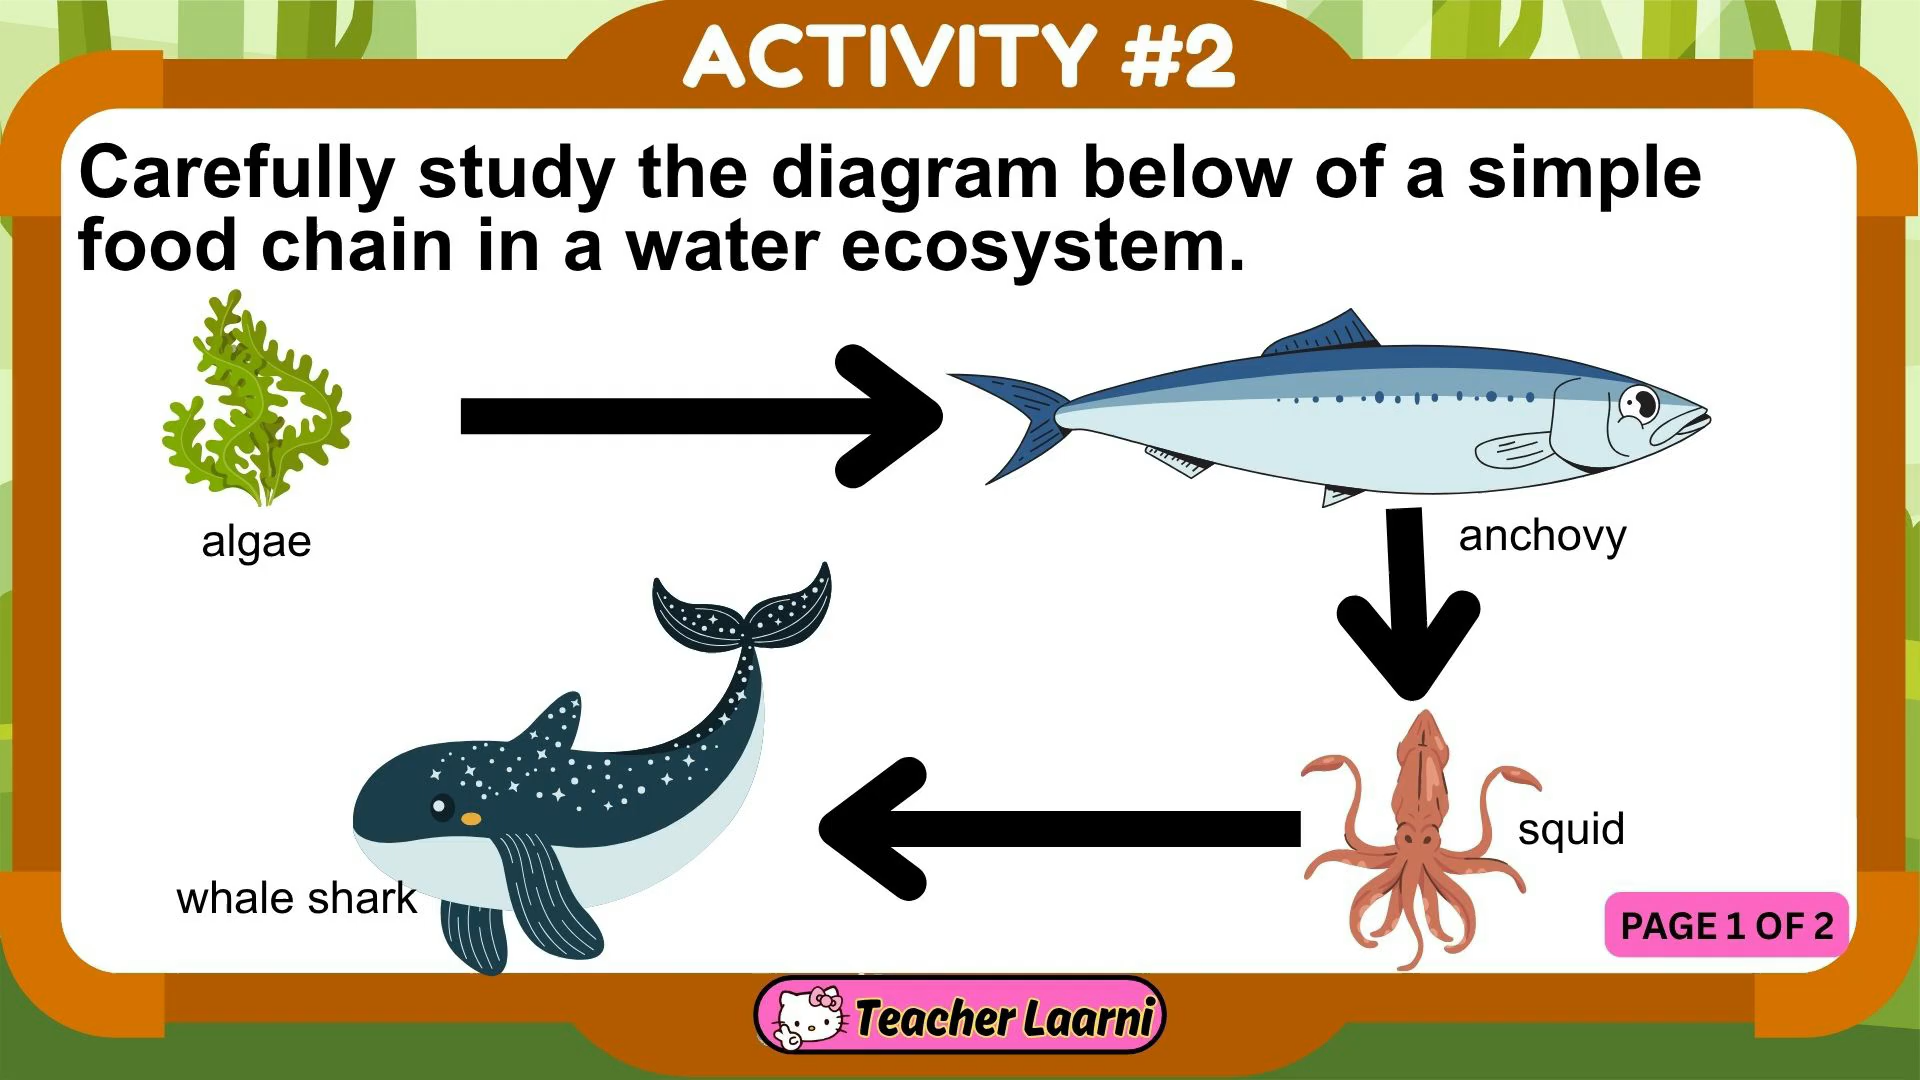 ACTIVITY #2
Carefully study the diagram below of a simple
food chain in a water ecosystem.
algae
anchovy
whale shark
squid
PAGE 1 OF 2
Teacher Laarni